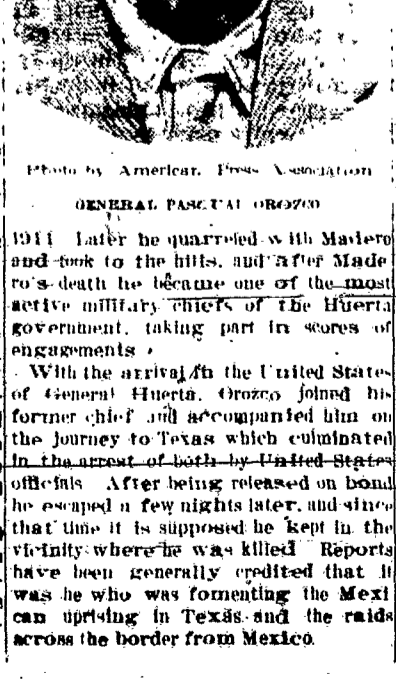 Photo by American Press Association
GENERAL PASCUAL OROZCO
1911 Later he quarreled with Madero
and took to the hills, and after Made
ro's death he became one of the most
active military chiefs of the Huerta
government, taking part in scores of
engagements
With the arrival in the United States
of General Huerta, Orozco joined his
former chief and accompanied him on
the journey to Texas which culminated
in the arrest of both by United States
officials After being released on bond
he escaped a few nights later, and since
that time it is supposed he kept in the
vicinity where he was killed Reports
have been generally credited that it
was he who was fomenting the Mexi
can uprising in Texas and the raids
across the border from Mexico.